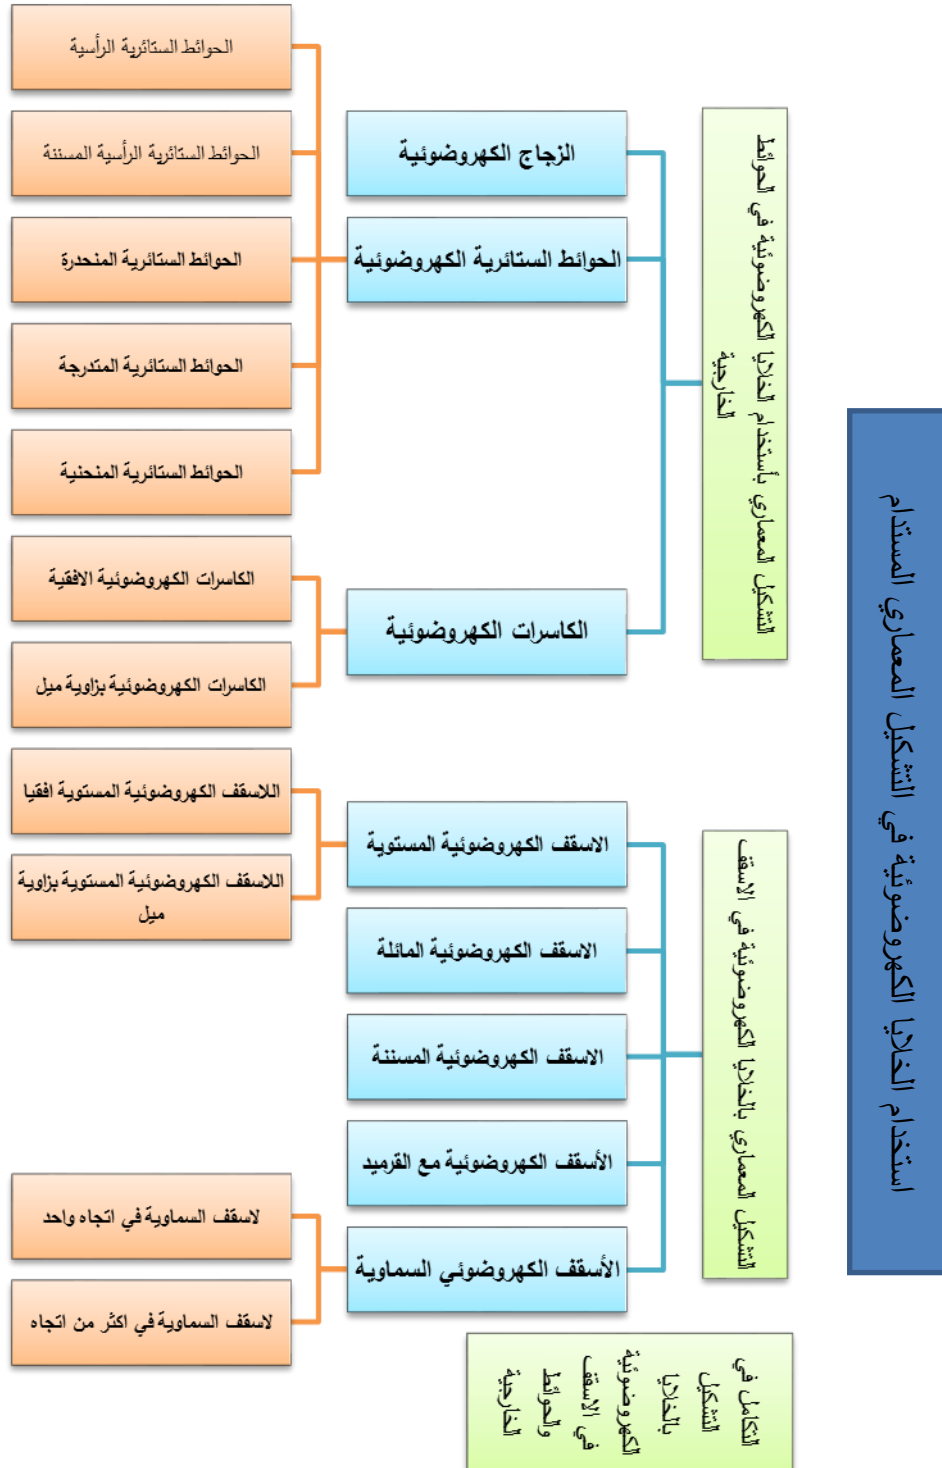 استخدام الخلايا الكهروضوئية في التشكيل المعماري المستدام
التشكيل المعماري بأستخدام الخلايا الكهروضوئية في الحوائط
الخارجية
الزجاج الكهروضوئية
الحوائط الستائرية الكهروضوئية
الحوائط الستائرية الرأسية
الحوائط الستائرية الرأسية المسننة
الحوائط الستائرية المنحدرة
الحوائط الستائرية المتدرجة
الحوائط الستائرية المنحنية
الكاسرات الكهروضوئية
الكاسرات الكهروضوئية الافقية
الكاسرات الكهروضوئية بزاوية ميل
التشكيل المعماري بالخلايا الكهروضوئية في الاسقف
الاسقف الكهروضوئية المستوية
اللاسقف الكهروضوئية المستوية افقيا
اللاسقف الكهروضوئية المستوية بزاوية
ميل
الاسقف الكهروضوئية المائلة
الاسقف الكهروضوئية المسننة
الأسقف الكهروضوئية مع القرميد
الأسقف الكهروضوئي السماوية
لاسقف السماوية في اتجاه واحد
لاسقف السماوية في اكثر من اتجاه
التكامل في
التشكيل
بالخلايا
الكهروضوئية
في الاسقف
والحوائط
الخارجية